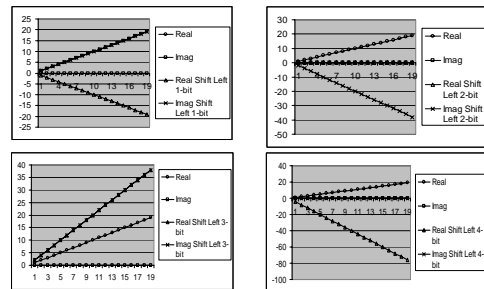 25
20
15
10
5
0
-5
-10
-15
-20
-25
1 4 7 10 13 16 19
Real
Imag
Real Shift Left
1-bit
Imag Shift
Left 1-bit
30
20
10
0
-10
-20
-30
-40
-50
1 4 7 10 13 16 19
Real
Imag
Real Shift
Left 2-bit
Imag Shift
Left 2-bit
40
35
30
25
20
15
10
5
0
1 3 5 7 9 11 13 15 17 19
Real
Imag
Real Shift Left 3-
bit
Imag Shift Left 3-
bit
40
20
0
-20
-40
-60
-80
-100
1 3 5 7 9 11 13 15 17 19
Real
Imag
Real Shift Left 4-
bit
Imag Shift Left 4-
bit